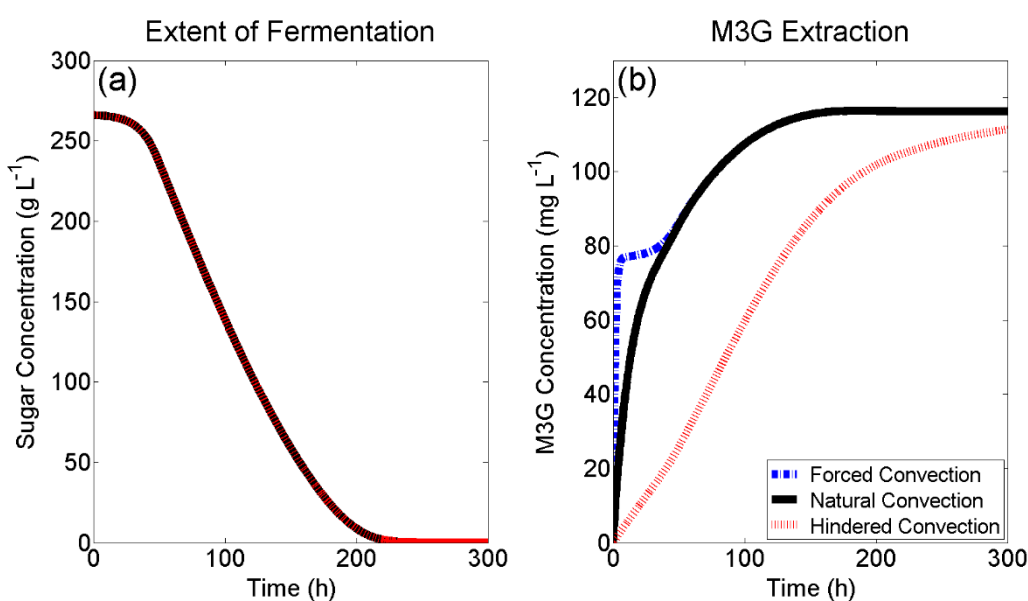 Extent of Fermentation
(a)
Sugar Concentration (g L⁻¹)
300
250
200
150
100
50
0
0 100 200 300
Time (h)
M3G Extraction
(b)
M3G Concentration (mg L⁻¹)
120
100
80
60
40
20
0
Forced Convection
Natural Convection
Hindered Convection
0 100 200 300
Time (h)